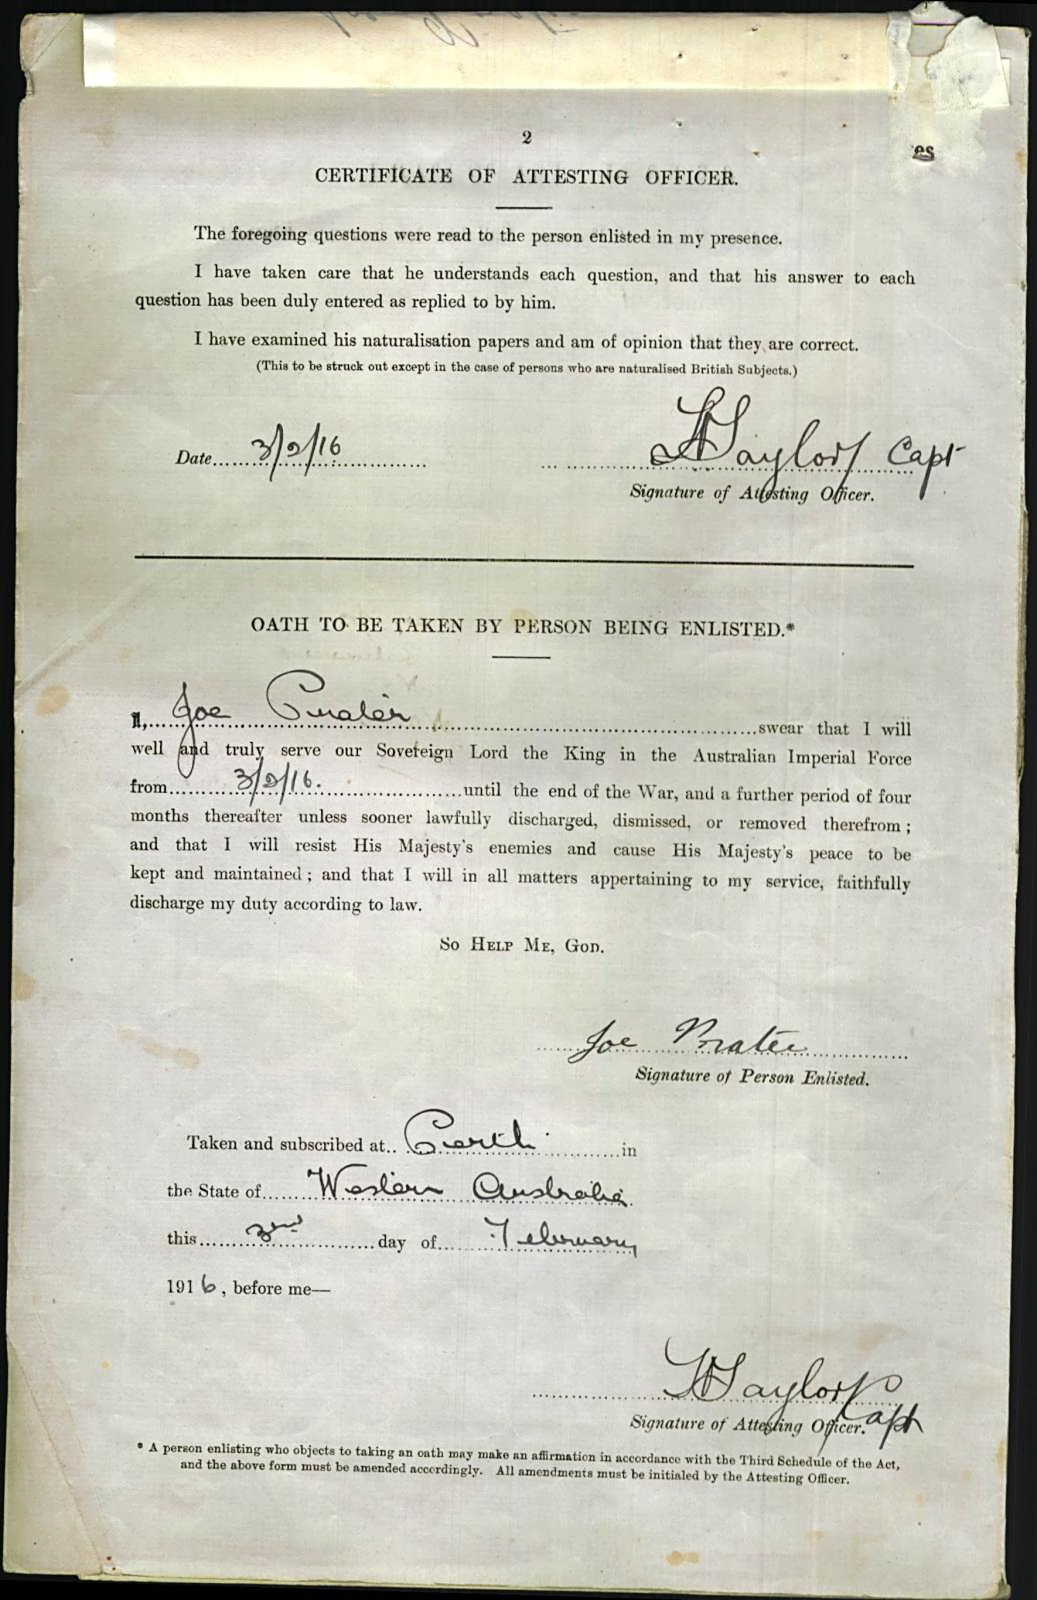 2
es
CERTIFICATE OF ATTESTING OFFICER.
The foregoing questions were read to the person enlisted in my presence.
I have taken care that he understands each question, and that his answer to each
question has been duly entered as replied to by him.
I have examined his naturalisation papers and am of opinion that they are correct.
(This to be struck out except in the case of persons who are naturalised British Subjects.)
Date 3/2/16 Taylor Capt
Signature of Attesting Officer.
OATH TO BE TAKEN BY PERSON BEING ENLISTED.*
I, Joe Prater swear that I will
well and truly serve our Sovereign Lord the King in the Australian Imperial Force
from 3/2/16. until the end of the War, and a further period of four
months thereafter unless sooner lawfully discharged, dismissed, or removed therefrom;
and that I will resist His Majesty's enemies and cause His Majesty's peace to be
kept and maintained; and that I will in all matters appertaining to my service, faithfully
discharge my duty according to law.
So Help Me, God.
Joe Prater
Signature of Person Enlisted.
Taken and subscribed at Perth in
the State of Western Australia
this 3rd day of February
1916, before me—
Taylor Capt
Signature of Attesting Officer.
* A person enlisting who objects to taking an oath may make an affirmation in accordance with the Third Schedule of the Act,
and the above form must be amended accordingly. All amendments must be initialed by the Attesting Officer.